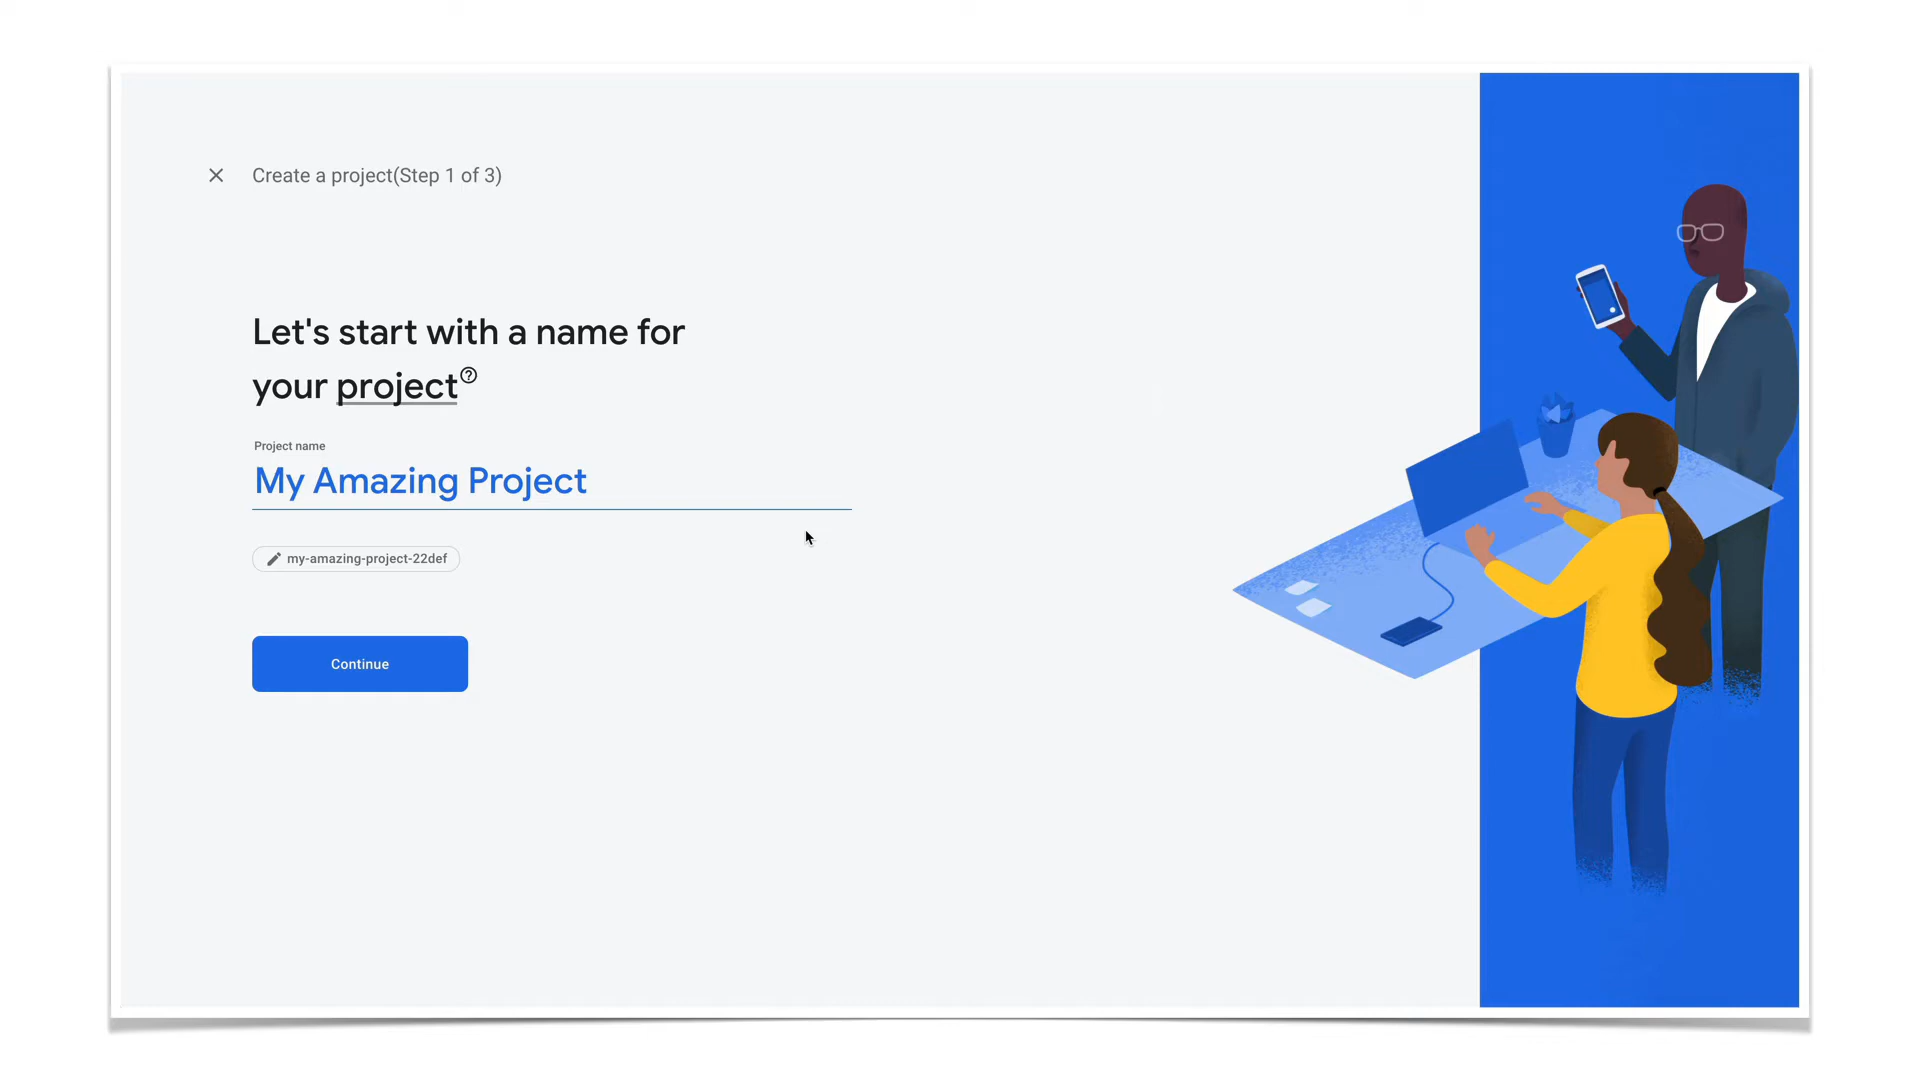 Create a project(Step 1 of 3)
Let's start with a name for
your project
Project name
My Amazing Project
my-amazing-project-22def
Continue